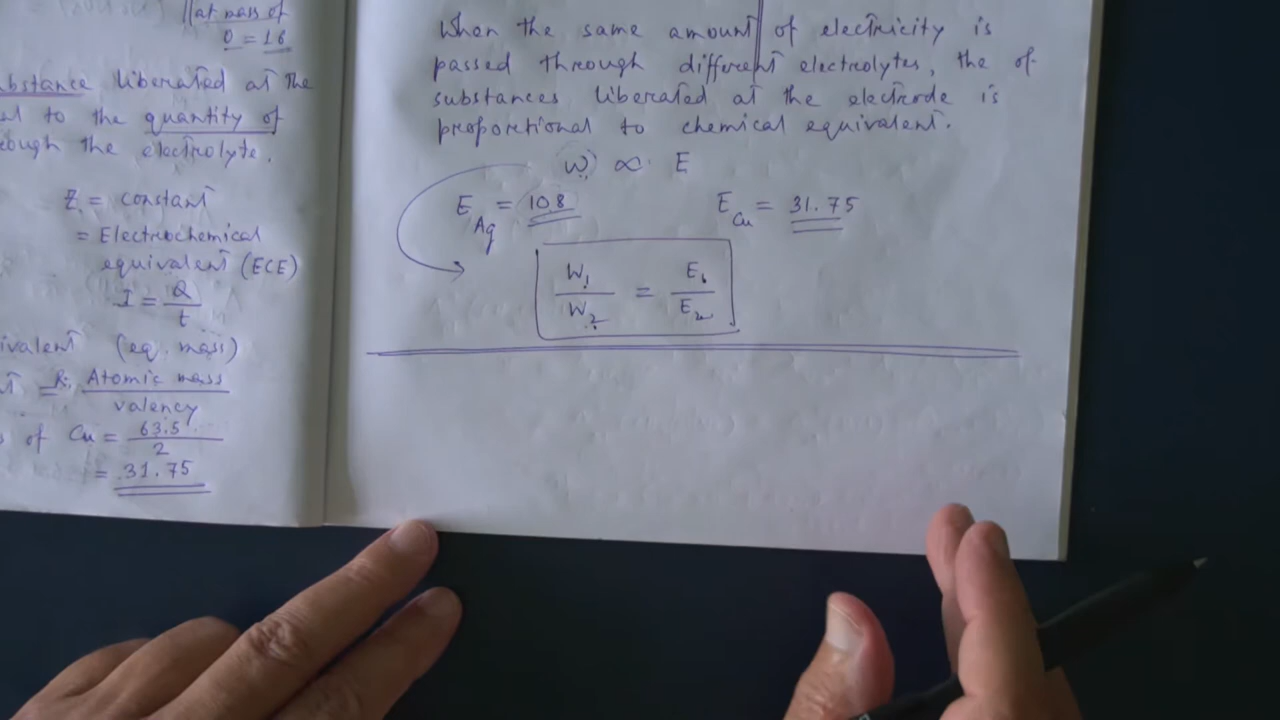 at mass of
O = 16
substance liberated at the
to the quantity of
through the electrolyte.
Z = constant
= Electrochemical
equivalent (ECE)
I = Q / t
(eq. mass)
= Atomic mass / valency
of Cu = 63.5 / 2
= 31.75
When the same amount of electricity is
passed through different electrolytes, the of
substances liberated at the electrode is
proportional to chemical equivalent.
W ∝ E
E Ag = 108 E Cu = 31.75
W₁ / W₂ = E₁ / E₂